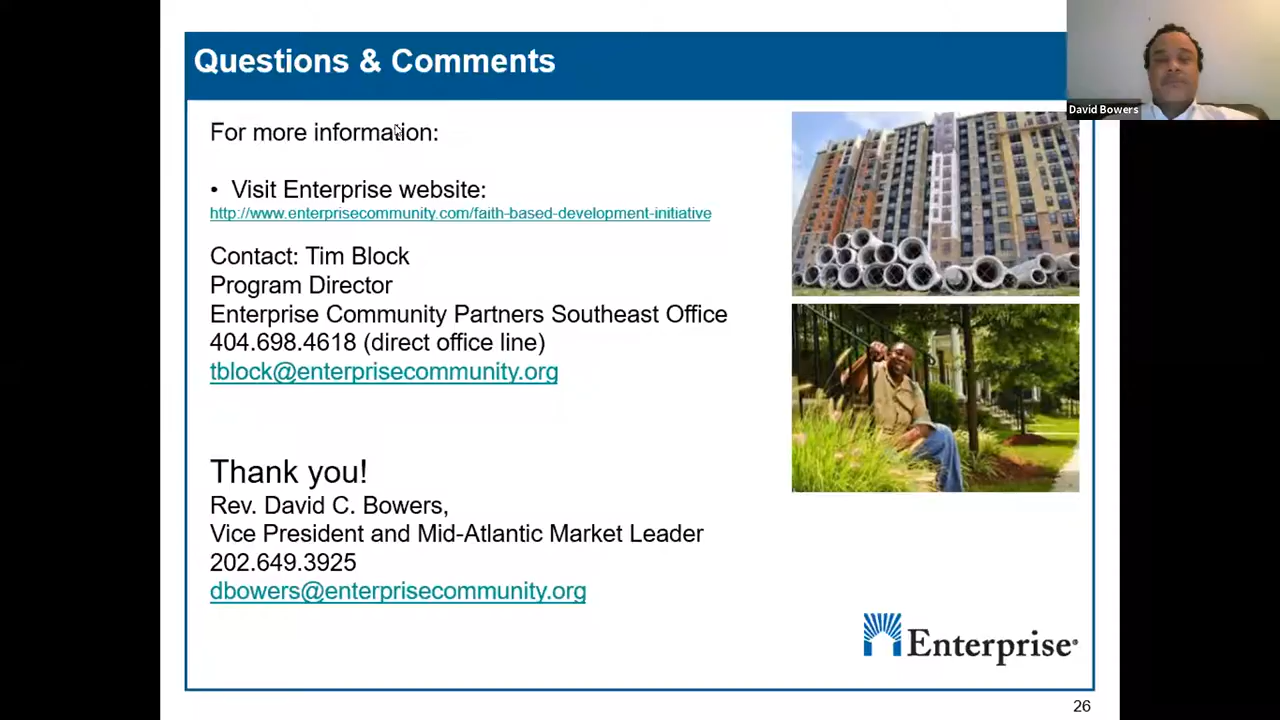 Questions & Comments
David Bowers
For more information:
• Visit Enterprise website:
http://www.enterprisecommunity.com/faith-based-development-initiative
Contact: Tim Block
Program Director
Enterprise Community Partners Southeast Office
404.698.4618 (direct office line)
tblock@enterprisecommunity.org
Thank you!
Rev. David C. Bowers,
Vice President and Mid-Atlantic Market Leader
202.649.3925
dbowers@enterprisecommunity.org
Enterprise®
26